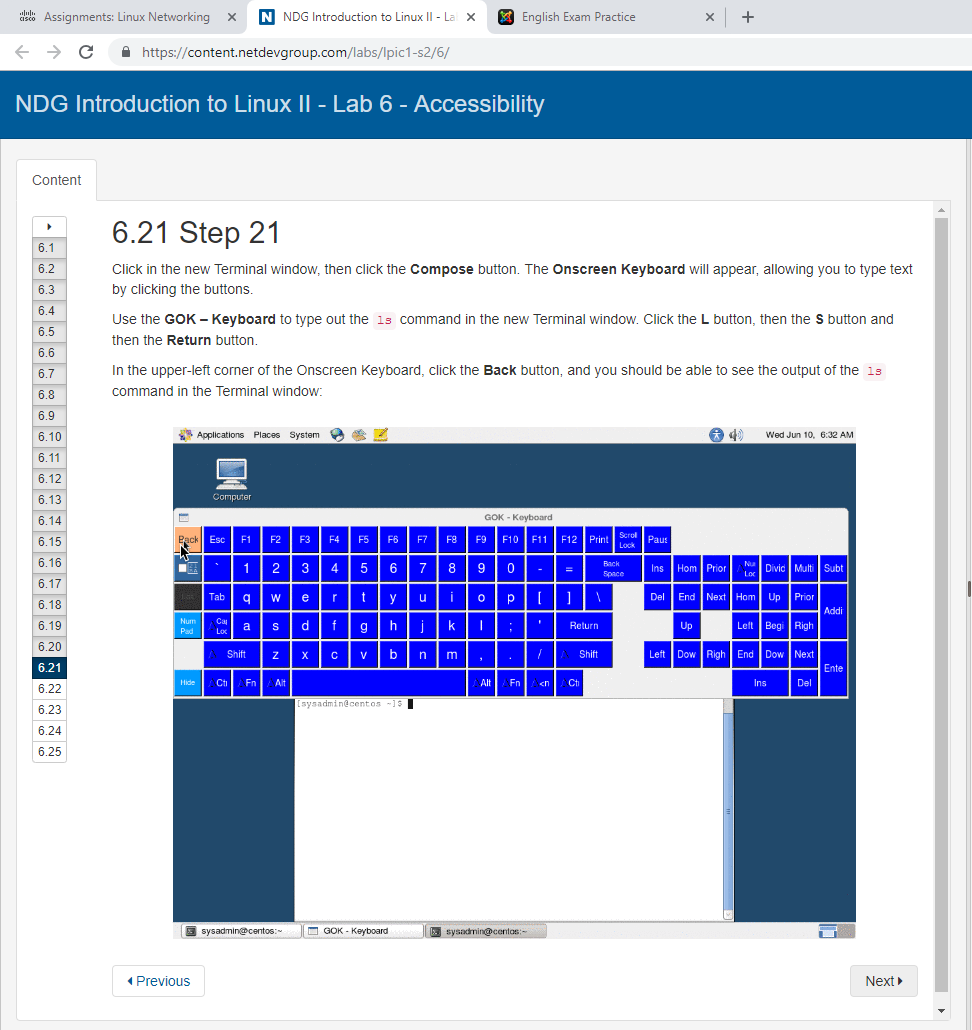 Assignments: Linux Networking
NDG Introduction to Linux II - La
English Exam Practice
https://content.netdevgroup.com/labs/lpic1-s2/6/
NDG Introduction to Linux II - Lab 6 - Accessibility
Content
6.1
6.2
6.3
6.4
6.5
6.6
6.7
6.8
6.9
6.10
6.11
6.12
6.13
6.14
6.15
6.16
6.17
6.18
6.19
6.20
6.21
6.22
6.23
6.24
6.25
6.21 Step 21
Click in the new Terminal window, then click the Compose button. The Onscreen Keyboard will appear, allowing you to type text
by clicking the buttons.
Use the GOK – Keyboard to type out the ls command in the new Terminal window. Click the L button, then the S button and
then the Return button.
In the upper-left corner of the Onscreen Keyboard, click the Back button, and you should be able to see the output of the ls
command in the Terminal window:
Applications Places System Wed Jun 10, 6:32 AM
Computer
GOK - Keyboard
Back Esc F1 F2 F3 F4 F5 F6 F7 F8 F9 F10 F11 F12 Print Scroll Lock Paus
` 1 2 3 4 5 6 7 8 9 0 - = Back Space Ins Hom Prior Nu Loc Divid Multi Subt
Tab q w e r t y u i o p [ ] \ Del End Next Hom Up Prior Addi
Num Pad Ca Loc a s d f g h j k l ; ' Return Up Left Begi Righ
Shift z x c v b n m , . / Shift Left Dow Righ End Dow Next Ente
Hide Ct Fn Alt Alt Fn <n Ct Ins Del
[sysadmin@centos ~]$
sysadmin@centos:~ GOK - Keyboard sysadmin@centos:~
Previous
Next